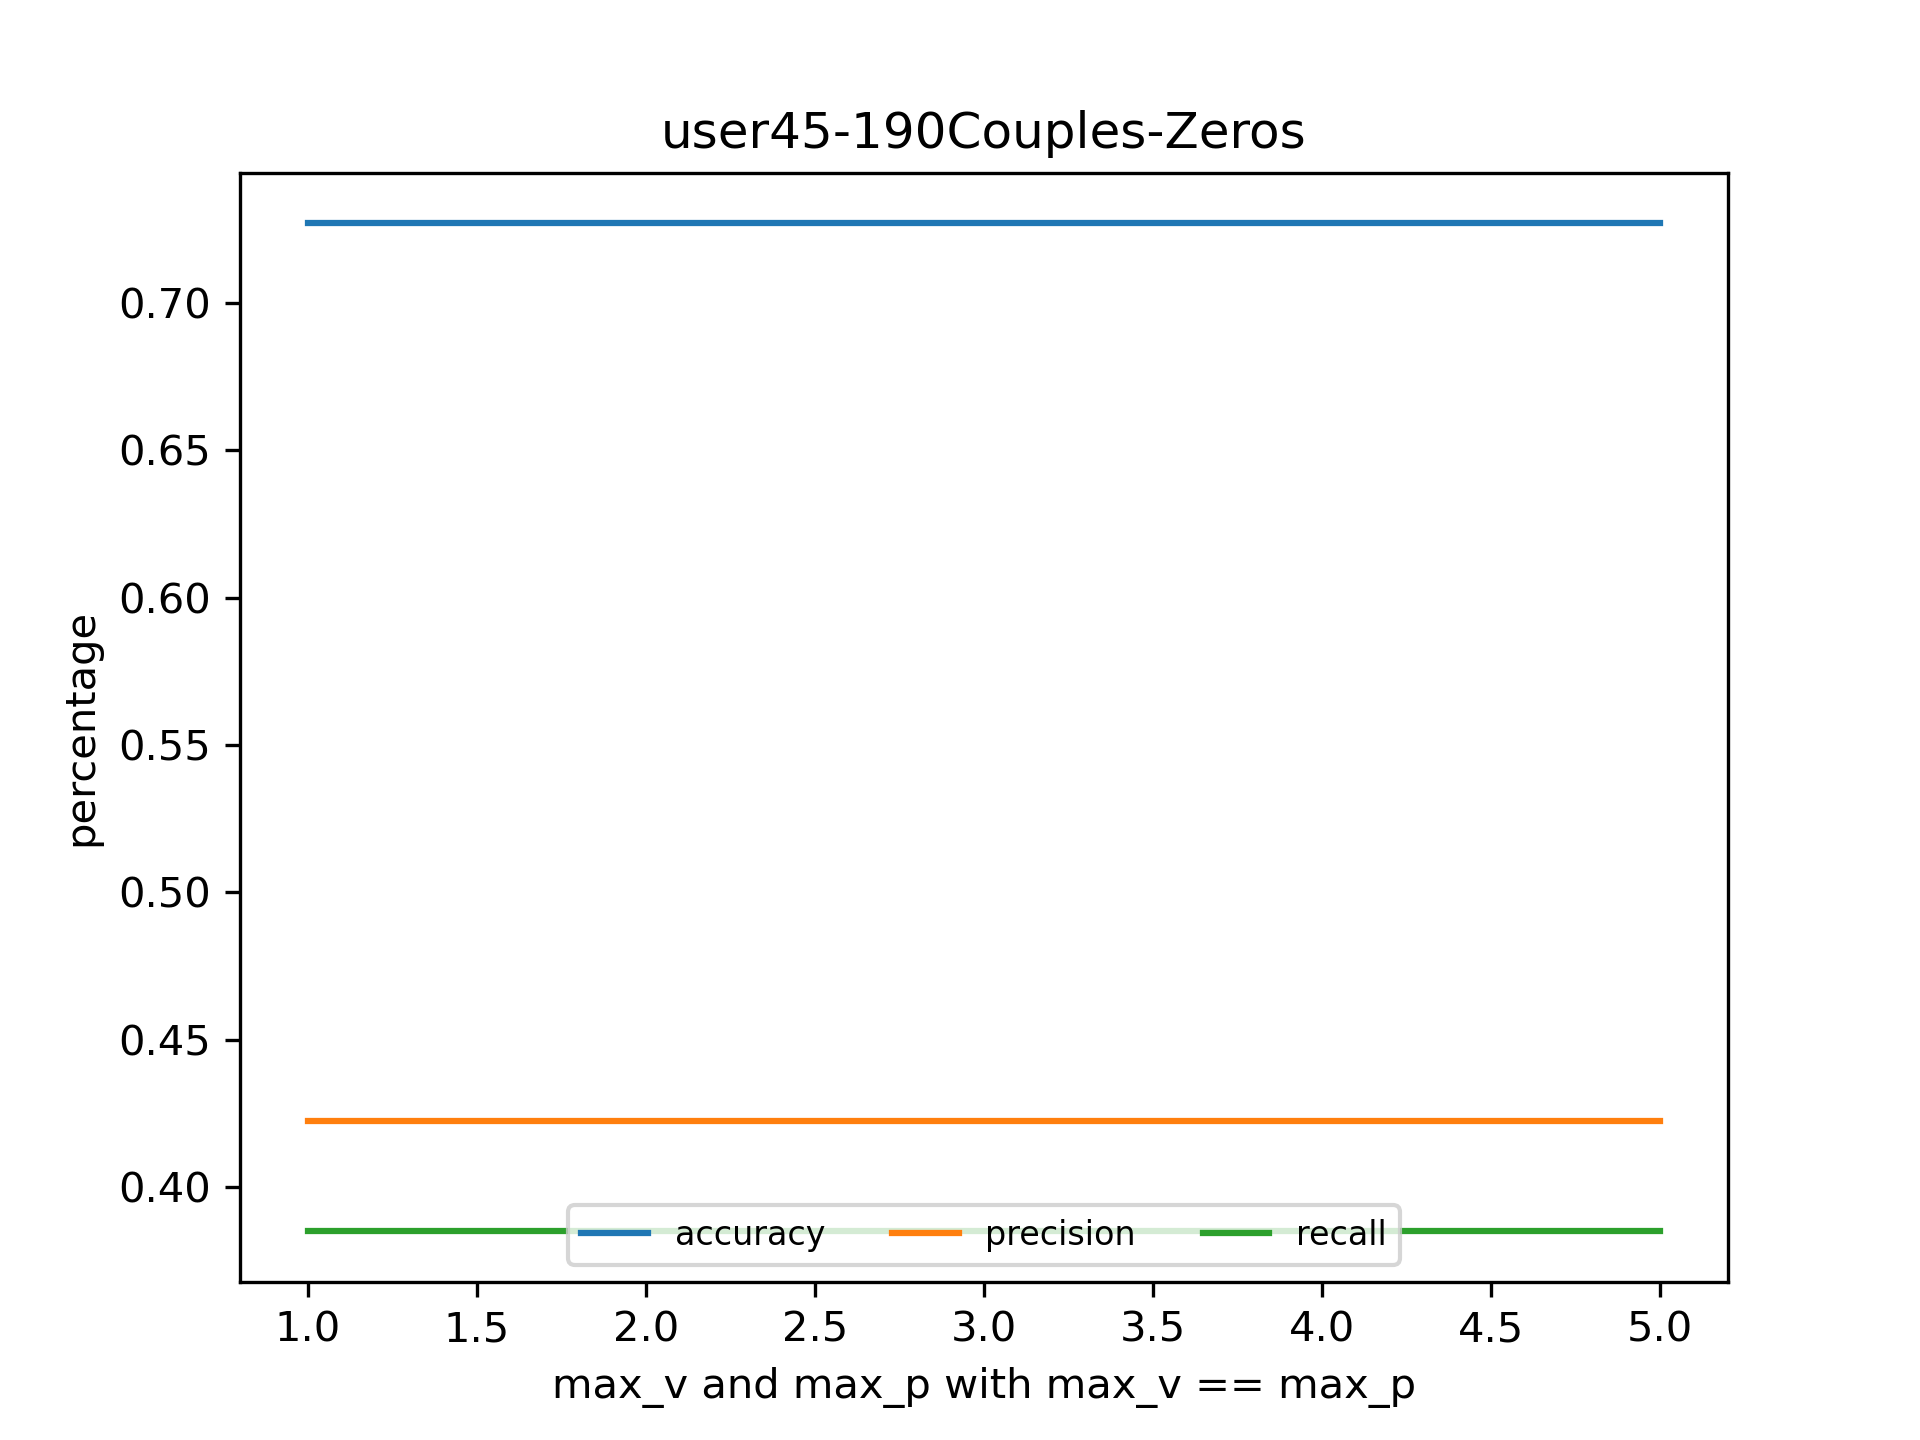 user45-190Couples-Zeros
percentage
0.70
0.65
0.60
0.55
0.50
0.45
0.40
accuracy precision recall
1.0 1.5 2.0 2.5 3.0 3.5 4.0 4.5 5.0
max_v and max_p with max_v == max_p